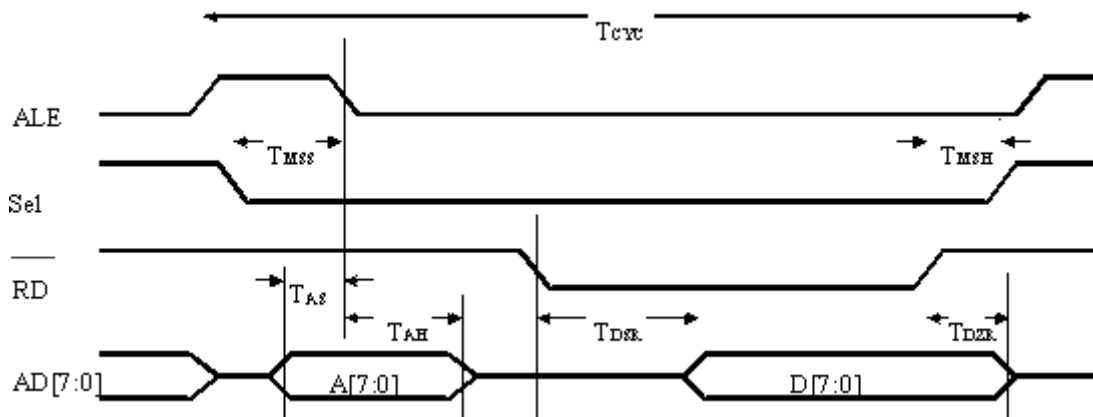 TCYC
ALE
TMSS
TMSH
Sel
RD
TAS
TAH
TDSR
TDZR
AD[7:0]
A[7:0]
D[7:0]